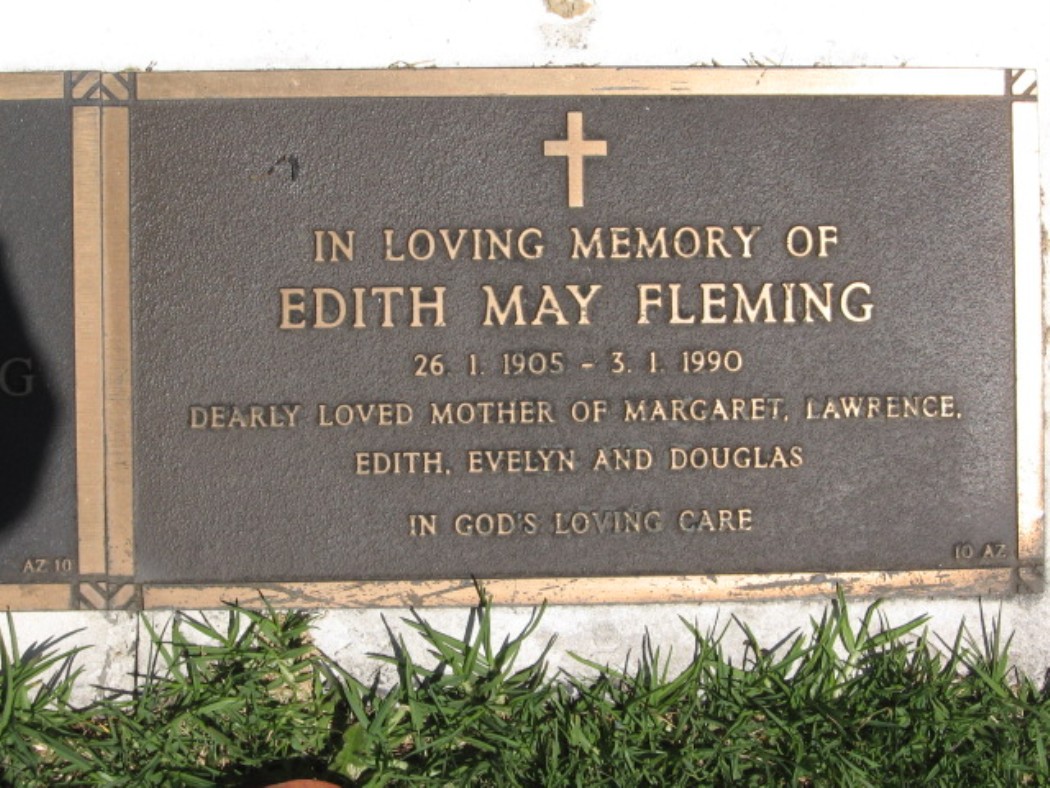 IN LOVING MEMORY OF
EDITH MAY FLEMING
26. 1. 1905 - 3. 1. 1990
DEARLY LOVED MOTHER OF MARGARET, LAWRENCE,
EDITH, EVELYN AND DOUGLAS
IN GOD'S LOVING CARE
10 AZ
G
AZ 10